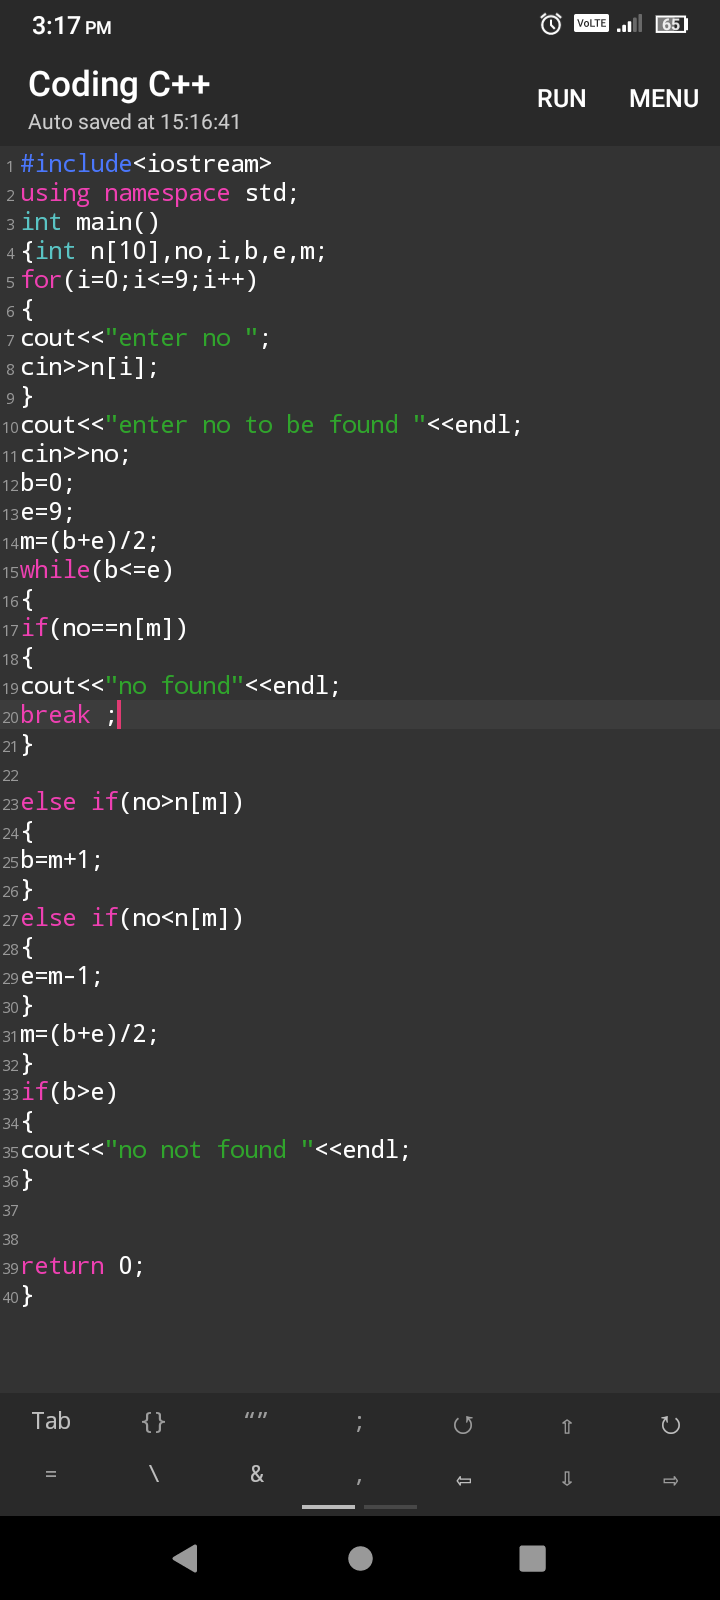 3:17 PM VoLTE 65
Coding C++
RUN MENU
Auto saved at 15:16:41
1 #include<iostream>
2 using namespace std;
3 int main()
4 {int n[10],no,i,b,e,m;
5 for(i=0;i<=9;i++)
6 {
7 cout<<"enter no ";
8 cin>>n[i];
9 }
10 cout<<"enter no to be found "<<endl;
11 cin>>no;
12 b=0;
13 e=9;
14 m=(b+e)/2;
15 while(b<=e)
16 {
17 if(no==n[m])
18 {
19 cout<<"no found"<<endl;
20 break ;
21 }
22
23 else if(no>n[m])
24 {
25 b=m+1;
26 }
27 else if(no<n[m])
28 {
29 e=m-1;
30 }
31 m=(b+e)/2;
32 }
33 if(b>e)
34 {
35 cout<<"no not found "<<endl;
36 }
37
38
39 return 0;
40 }
Tab {} “” ; ↺ ⇧ ↻
= \ & , ⇦ ⇩ ⇨